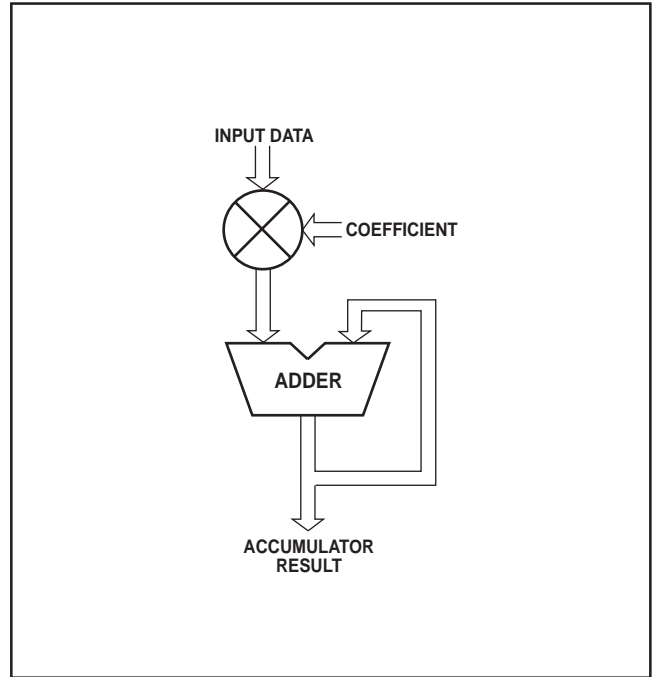 INPUT DATA
COEFFICIENT
ADDER
ACCUMULATOR
RESULT